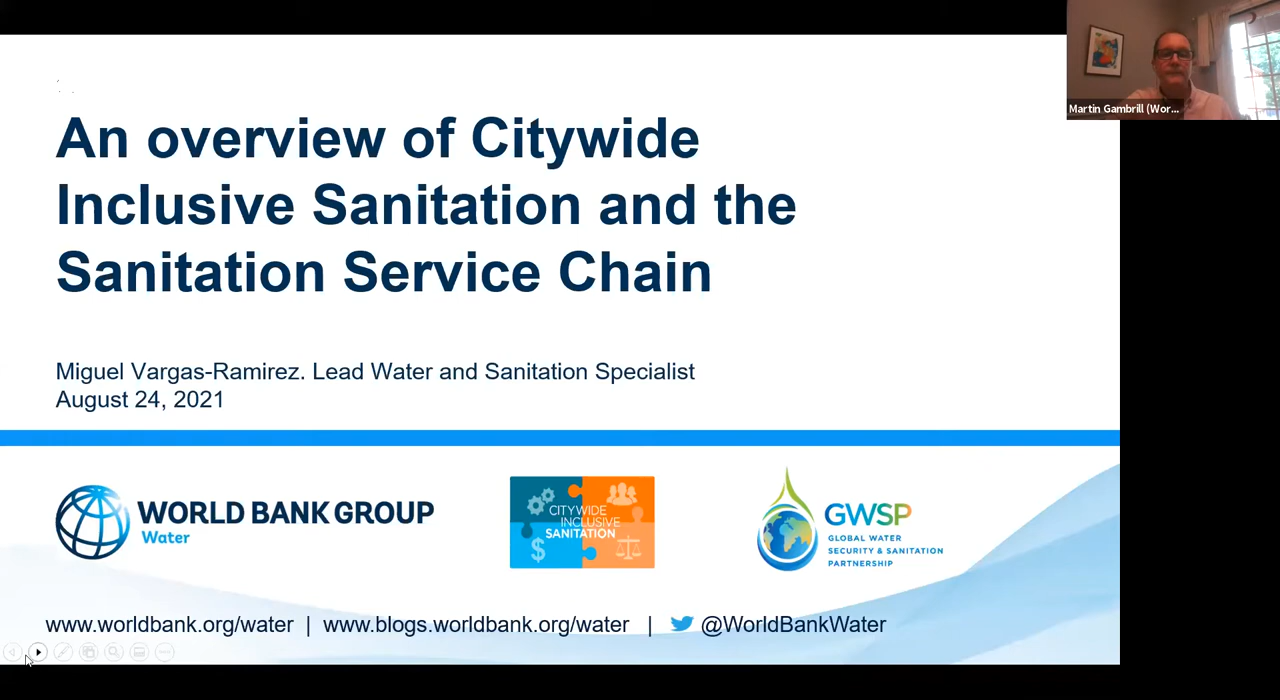 Martin Gambrill (Wor...
An overview of Citywide
Inclusive Sanitation and the
Sanitation Service Chain
Miguel Vargas-Ramirez. Lead Water and Sanitation Specialist
August 24, 2021
WORLD BANK GROUP
Water
CITYWIDE
INCLUSIVE
SANITATION
$
GWSP
GLOBAL WATER
SECURITY & SANITATION
PARTNERSHIP
www.worldbank.org/water | www.blogs.worldbank.org/water | @WorldBankWater